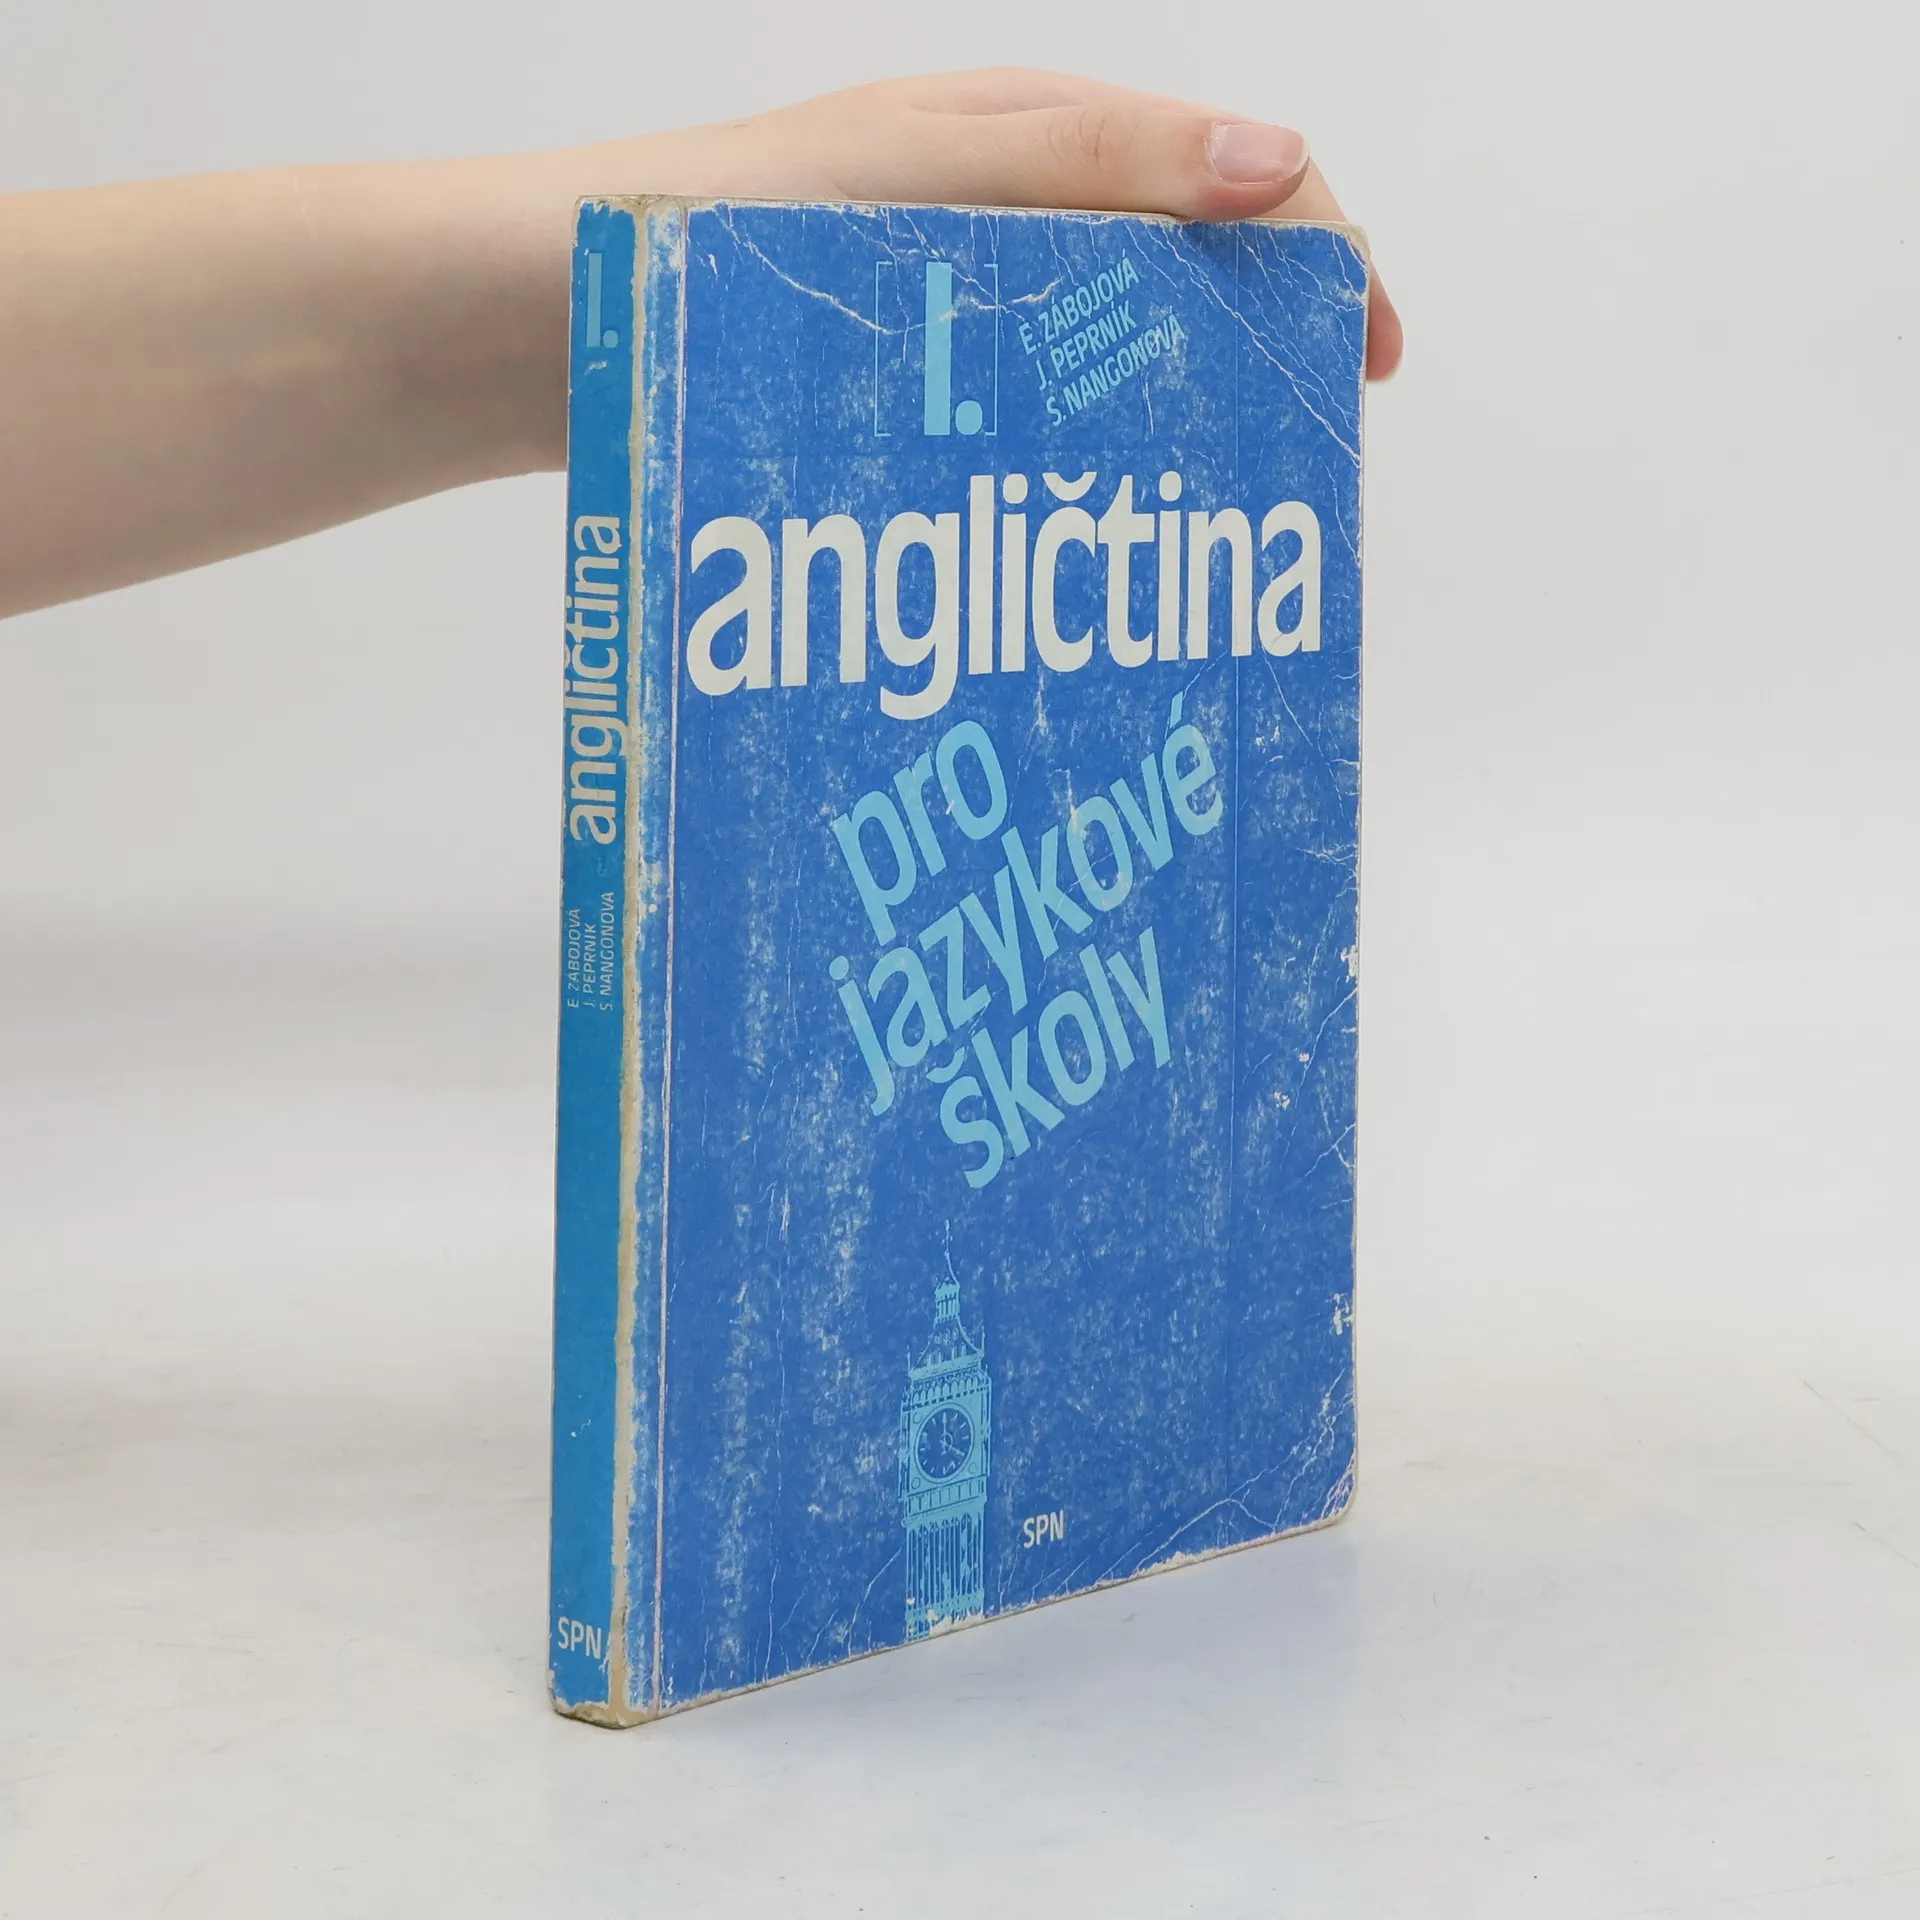 I.
angličtina
E. ZÁBOJOVÁ
J. PEPRNÍK
S. NANGONOVÁ
SPN
[I.]
E. ZÁBOJOVÁ
J. PEPRNÍK
S. NANGONOVÁ
angličtina
pro
jazykové
školy
SPN